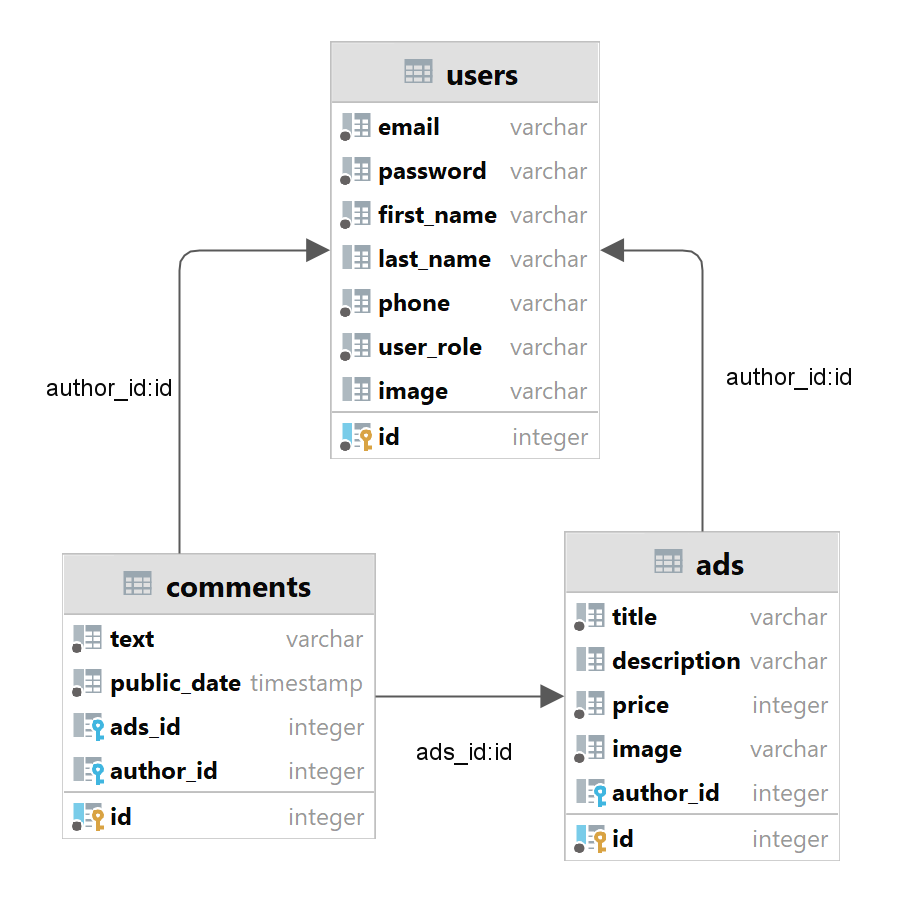 users
email varchar
password varchar
first_name varchar
last_name varchar
phone varchar
user_role varchar
image varchar
id integer
author_id:id
author_id:id
comments
text varchar
public_date timestamp
ads_id integer
author_id integer
id integer
ads_id:id
ads
title varchar
description varchar
price integer
image varchar
author_id integer
id integer